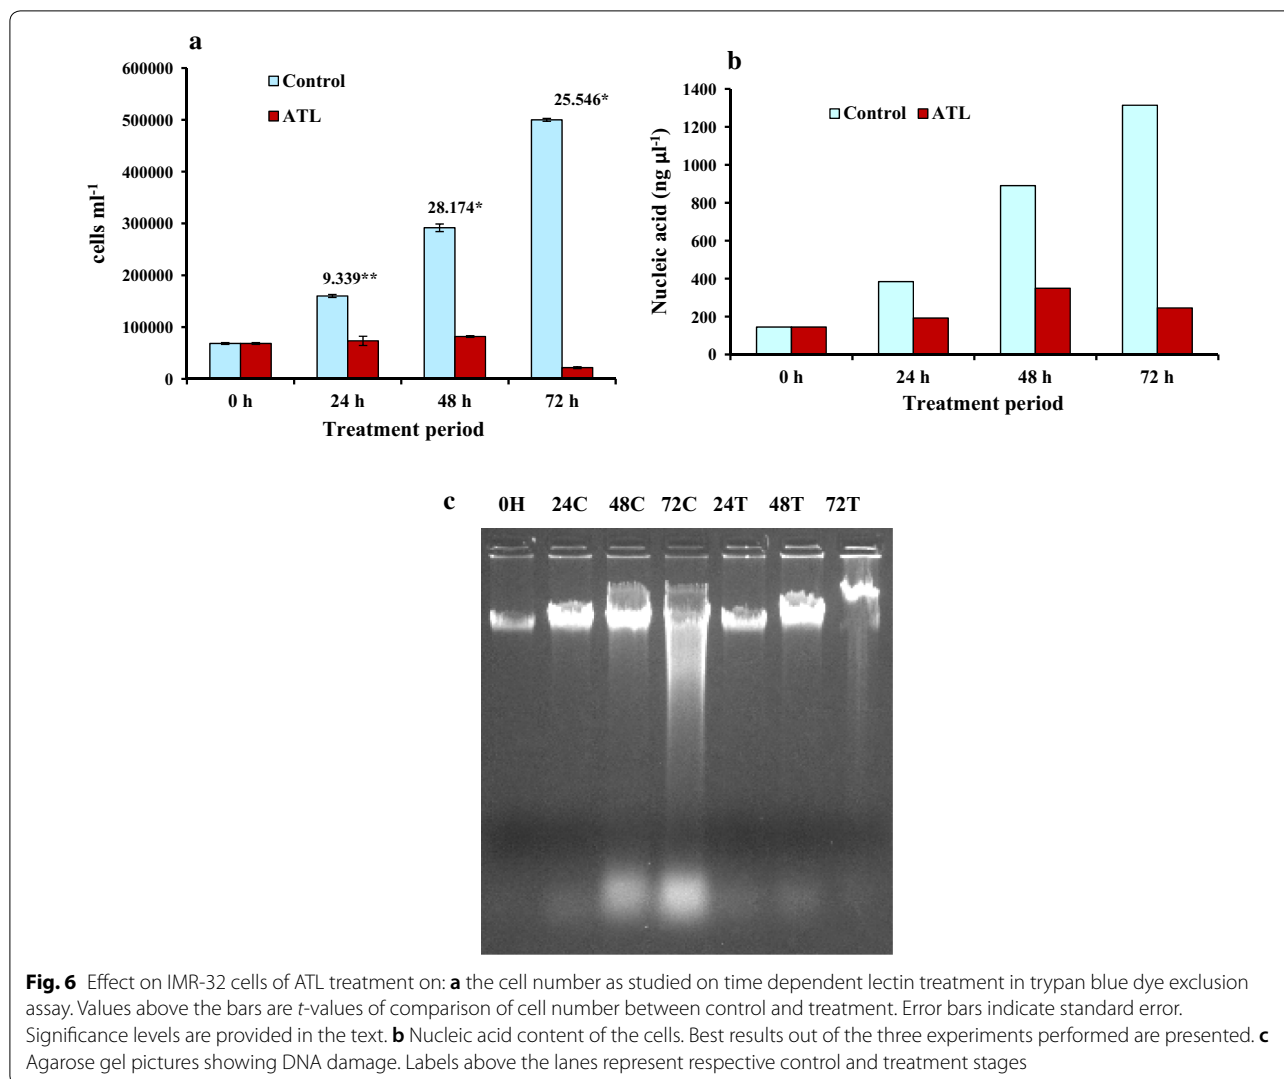 a
600000
500000
400000
300000
200000
100000
0
cells ml-1
Control
ATL
9.339**
28.174*
25.546*
0 h 24 h 48 h 72 h
Treatment period
b
1400
1200
1000
800
600
400
200
0
Nucleic acid (ng µl-1)
Control ATL
0 h 24 h 48 h 72 h
Treatment period
c 0H 24C 48C 72C 24T 48T 72T
Fig. 6 Effect on IMR-32 cells of ATL treatment on: a the cell number as studied on time dependent lectin treatment in trypan blue dye exclusion
assay. Values above the bars are t-values of comparison of cell number between control and treatment. Error bars indicate standard error.
Significance levels are provided in the text. b Nucleic acid content of the cells. Best results out of the three experiments performed are presented. c
Agarose gel pictures showing DNA damage. Labels above the lanes represent respective control and treatment stages